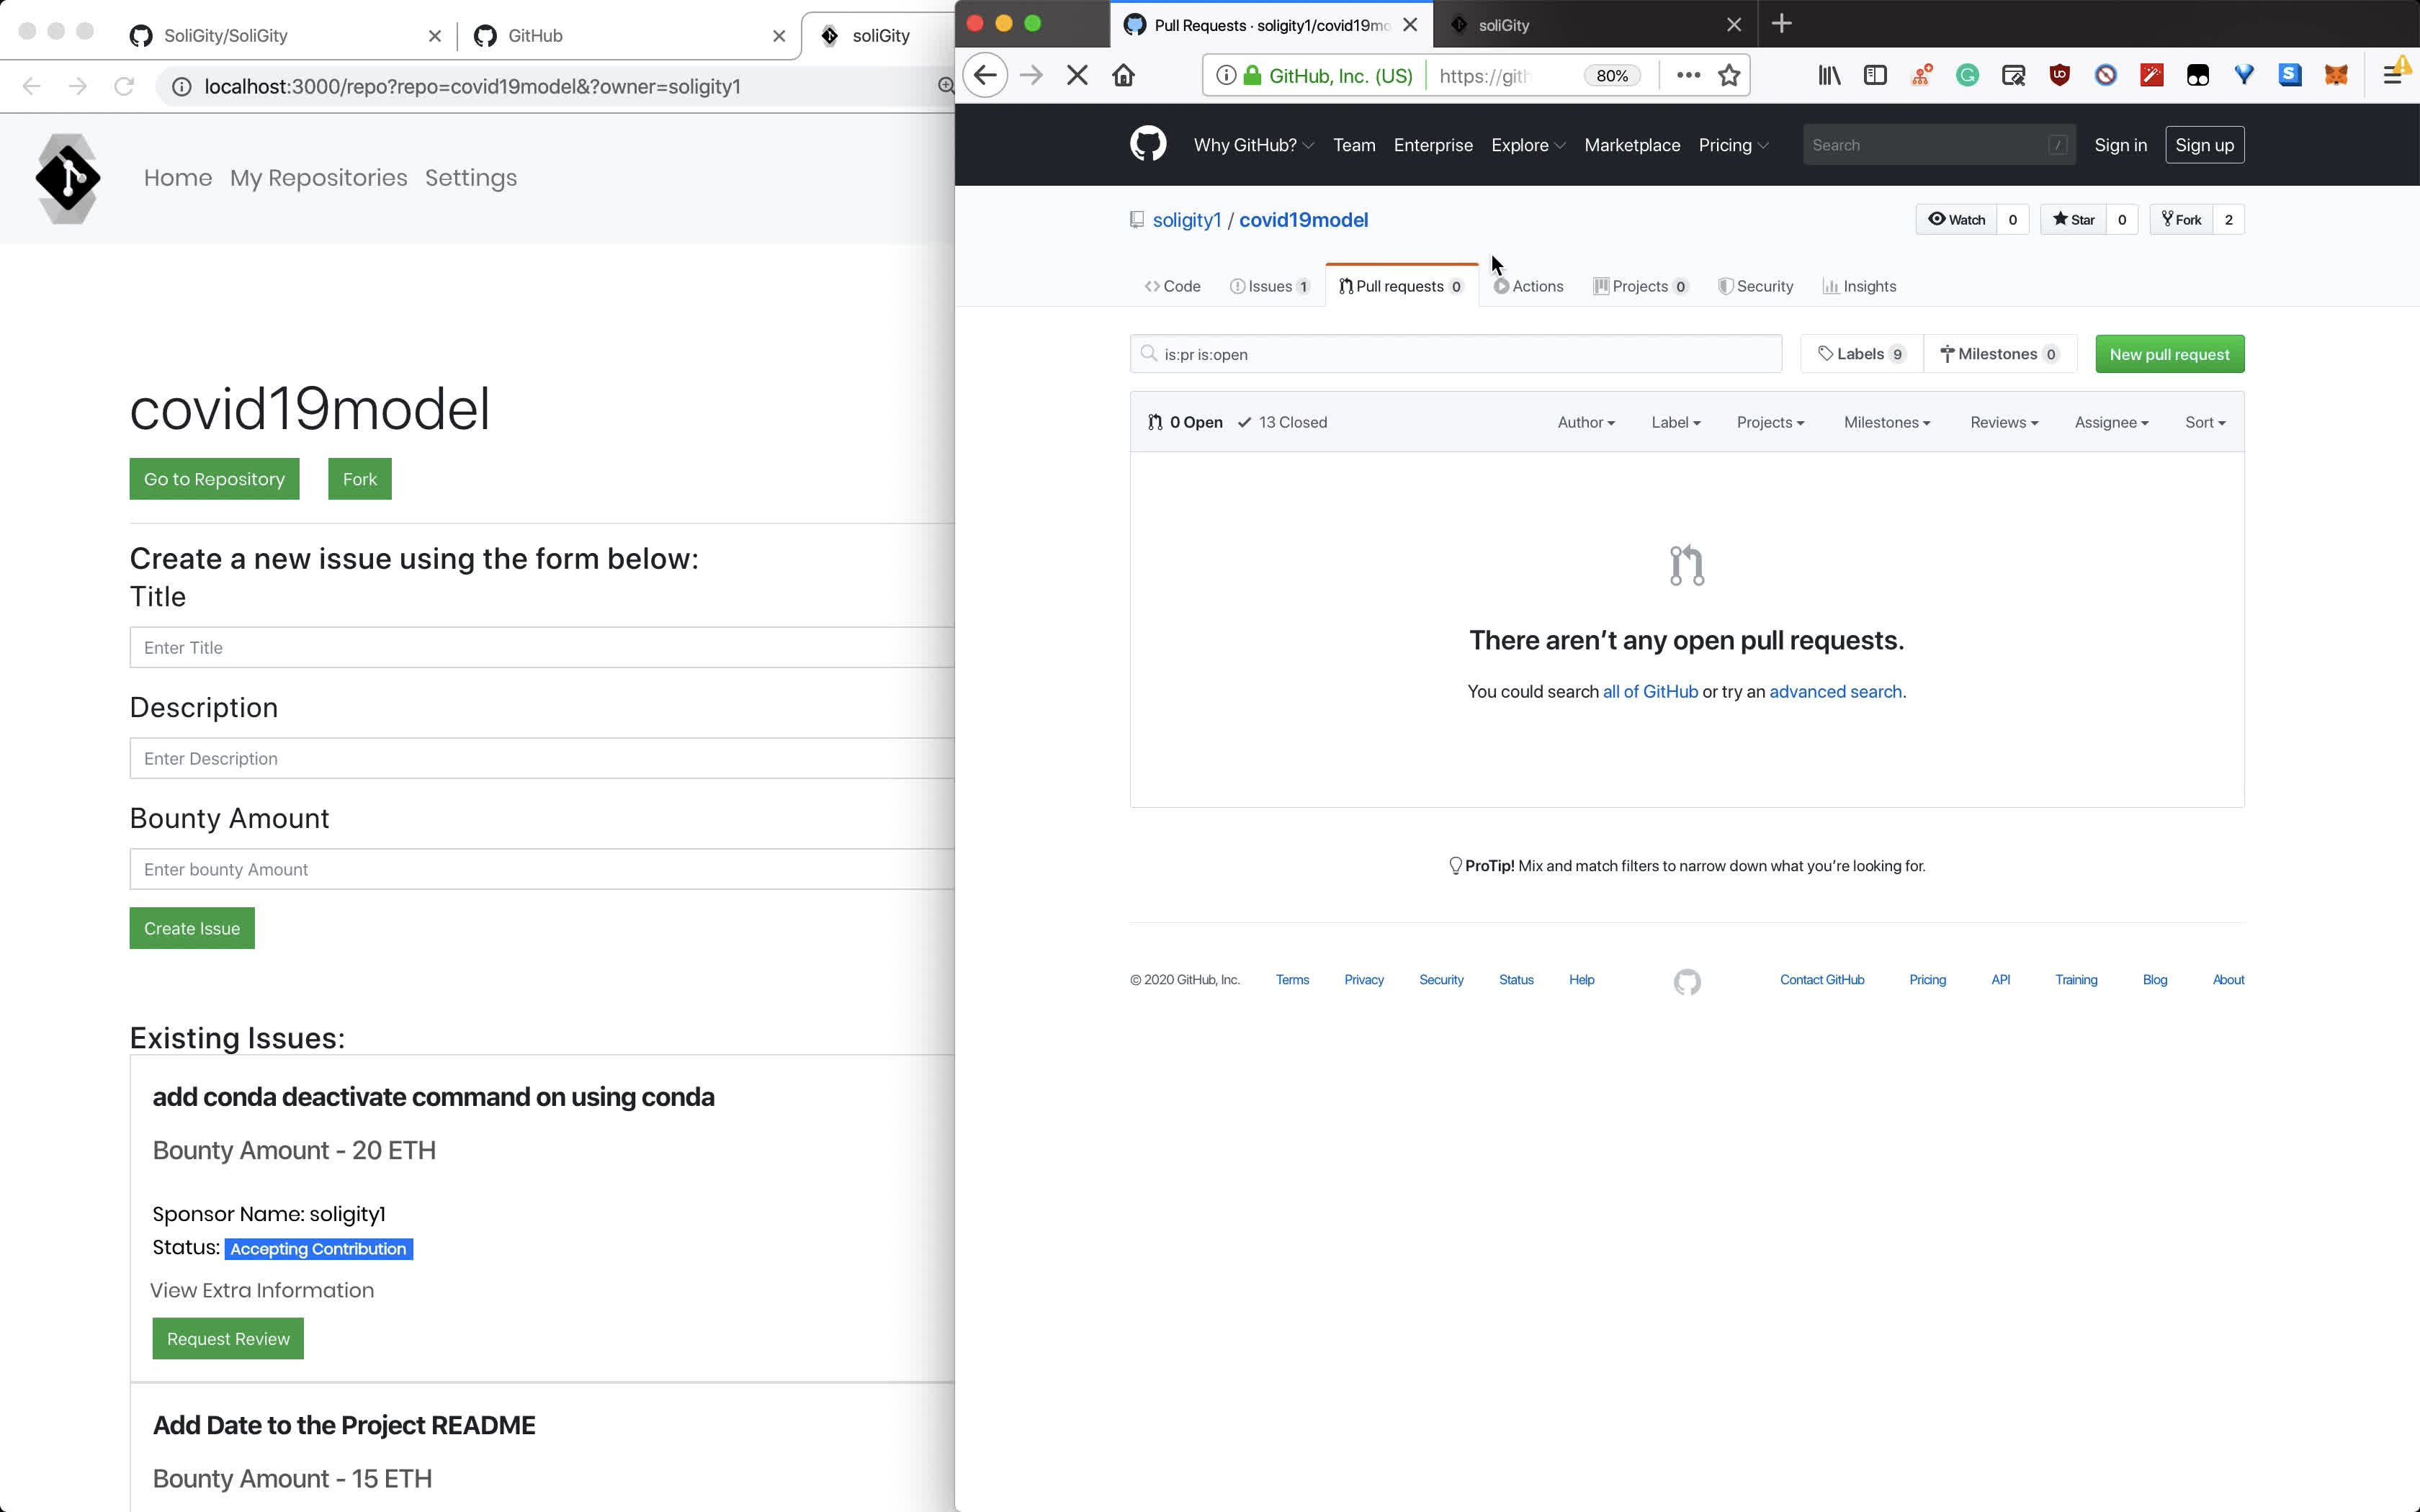 SoliGity/SoliGity
GitHub
soliGity
localhost:3000/repo?repo=covid19model&?owner=soligity1
Home
My Repositories
Settings
covid19model
Go to Repository
Fork
Create a new issue using the form below:
Title
Enter Title
Description
Enter Description
Bounty Amount
Enter bounty Amount
Create Issue
Existing Issues:
add conda deactivate command on using conda
Bounty Amount - 20 ETH
Sponsor Name: soligity1
Status: Accepting Contribution
View Extra Information
Request Review
Add Date to the Project README
Bounty Amount - 15 ETH
Pull Requests · soligity1/covid19mo
soliGity
GitHub, Inc. (US)
https://gith
80%
Why GitHub?
Team
Enterprise
Explore
Marketplace
Pricing
Search
/
Sign in
Sign up
soligity1 / covid19model
Watch 0
Star 0
Fork 2
Code
Issues 1
Pull requests 0
Actions
Projects 0
Security
Insights
is:pr is:open
Labels 9
Milestones 0
New pull request
0 Open
13 Closed
Author
Label
Projects
Milestones
Reviews
Assignee
Sort
There aren’t any open pull requests.
You could search all of GitHub or try an advanced search.
ProTip! Mix and match filters to narrow down what you’re looking for.
© 2020 GitHub, Inc.
Terms
Privacy
Security
Status
Help
Contact GitHub
Pricing
API
Training
Blog
About